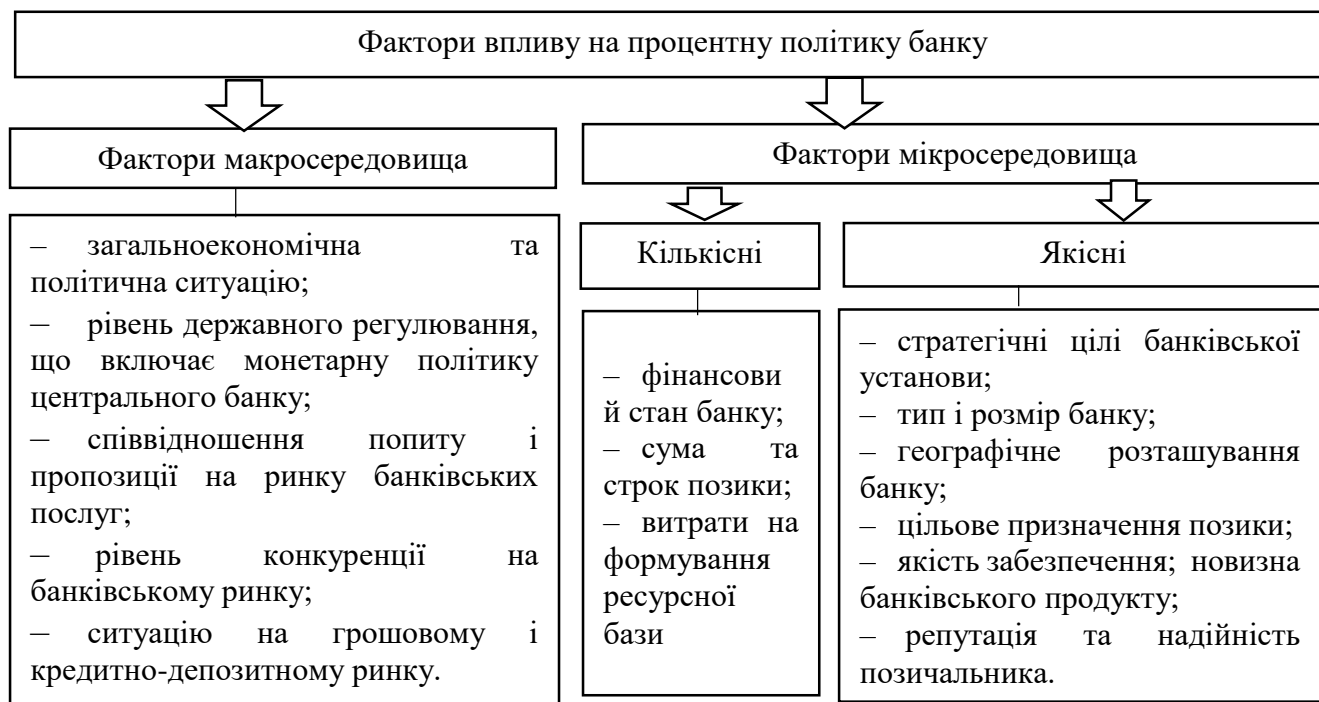 Фактори впливу на процентну політику банку
Фактори макросередовища
– загальноекономічна та
політична ситуацію;
– рівень державного регулювання,
що включає монетарну політику
центрального банку;
– співвідношення попиту і
пропозиції на ринку банківських
послуг;
– рівень конкуренції на
банківському ринку;
– ситуацію на грошовому і
кредитно-депозитному ринку.
Фактори мікросередовища
Кількісні
– фінансови
й стан банку;
– сума та
строк позики;
– витрати на
формування
ресурсної
бази
Якісні
– стратегічні цілі банківської
установи;
– тип і розмір банку;
– географічне розташування
банку;
– цільове призначення позики;
– якість забезпечення; новизна
банківського продукту;
– репутація та надійність
позичальника.